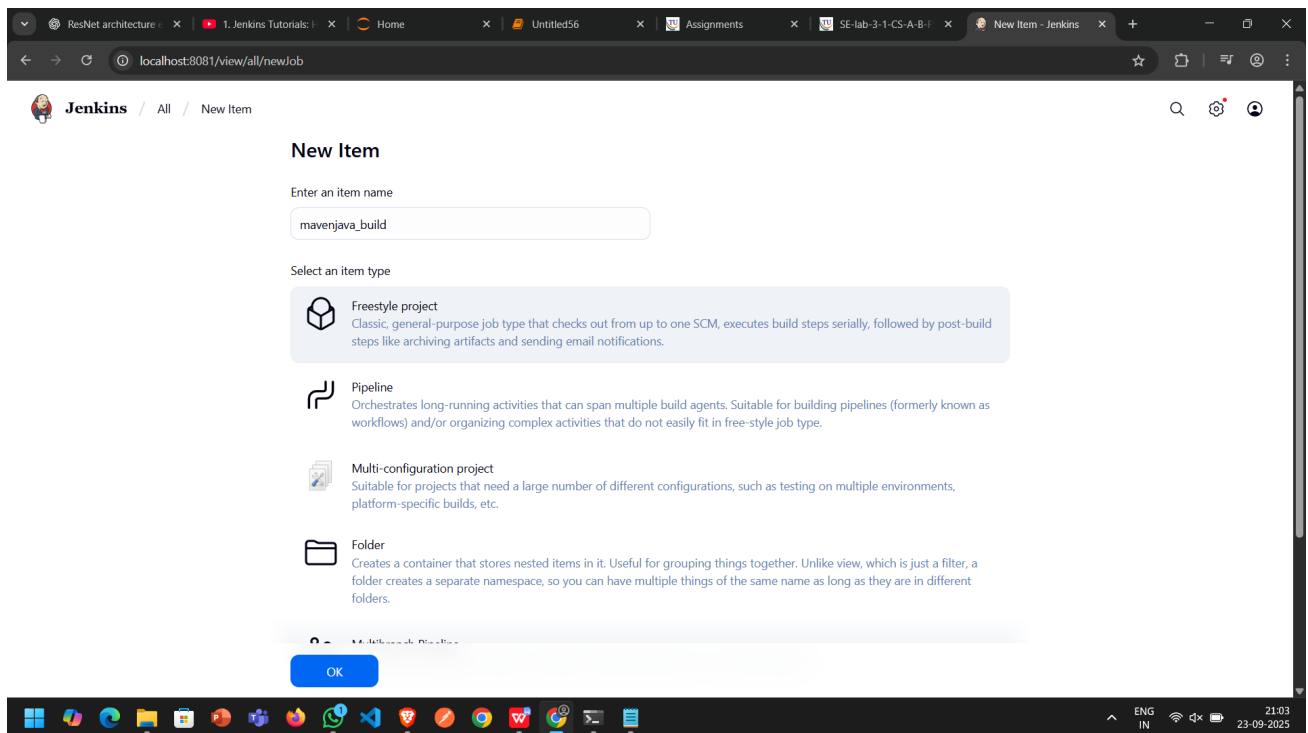 ResNet architecture e
1. Jenkins Tutorials: H
Home
Untitled56
Assignments
SE-lab-3-1-CS-A-B-F
New Item - Jenkins
localhost:8081/view/all/newJob
Jenkins / All / New Item
New Item
Enter an item name
mavenjava_build
Select an item type
Freestyle project
Classic, general-purpose job type that checks out from up to one SCM, executes build steps serially, followed by post-build
steps like archiving artifacts and sending email notifications.
Pipeline
Orchestrates long-running activities that can span multiple build agents. Suitable for building pipelines (formerly known as
workflows) and/or organizing complex activities that do not easily fit in free-style job type.
Multi-configuration project
Suitable for projects that need a large number of different configurations, such as testing on multiple environments,
platform-specific builds, etc.
Folder
Creates a container that stores nested items in it. Useful for grouping things together. Unlike view, which is just a filter, a
folder creates a separate namespace, so you can have multiple things of the same name as long as they are in different
folders.
Multibranch Pipeline
OK
1
ENG
IN
21:03
23-09-2025